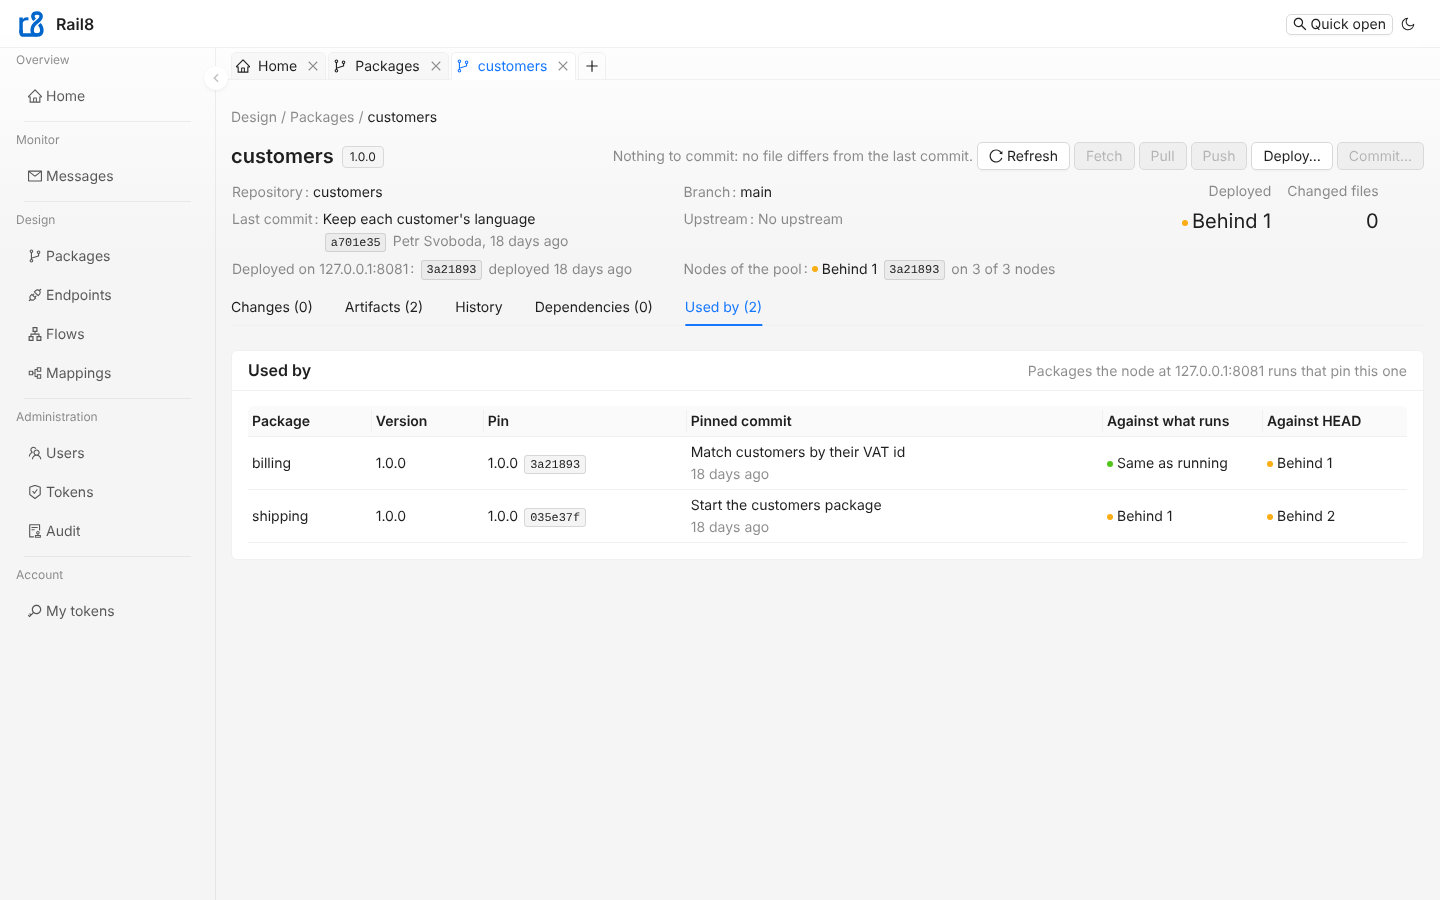 Rail8
Quick open
Overview
Home
Monitor
Messages
Design
Packages
Endpoints
Flows
Mappings
Administration
Users
Tokens
Audit
Account
My tokens
Home
Packages
customers
Design / Packages / customers
customers 1.0.0
Nothing to commit: no file differs from the last commit. Refresh Fetch Pull Push Deploy... Commit...
Repository: customers
Branch: main
Deployed
Behind 1
Changed files
0
Last commit: Keep each customer's language
a701e35 Petr Svoboda, 18 days ago
Upstream: No upstream
Deployed on 127.0.0.1:8081: 3a21893 deployed 18 days ago
Nodes of the pool: Behind 1 3a21893 on 3 of 3 nodes
Changes (0) Artifacts (2) History Dependencies (0) Used by (2)
Used by
Packages the node at 127.0.0.1:8081 runs that pin this one
Package Version Pin Pinned commit Against what runs Against HEAD
billing 1.0.0 1.0.0 3a21893 Match customers by their VAT id
18 days ago
Same as running Behind 1
shipping 1.0.0 1.0.0 035e37f Start the customers package
18 days ago
Behind 1 Behind 2